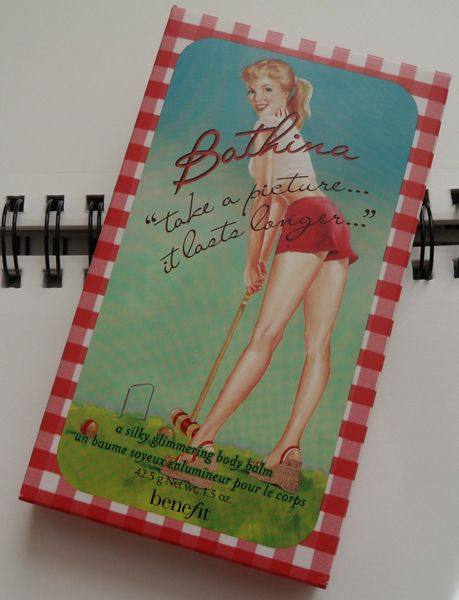 Bathina
"take a picture...
it lasts longer..."
a silky glimmering body balm
un baume soyeux enlumineur pour le corps
42.5 g Net wt. 1.5 oz.
benefit